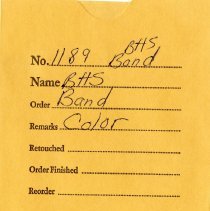 BHS
No. 1189 Band
Name BHS
Order Band
Remarks Color
Retouched
Order Finished
Reorder